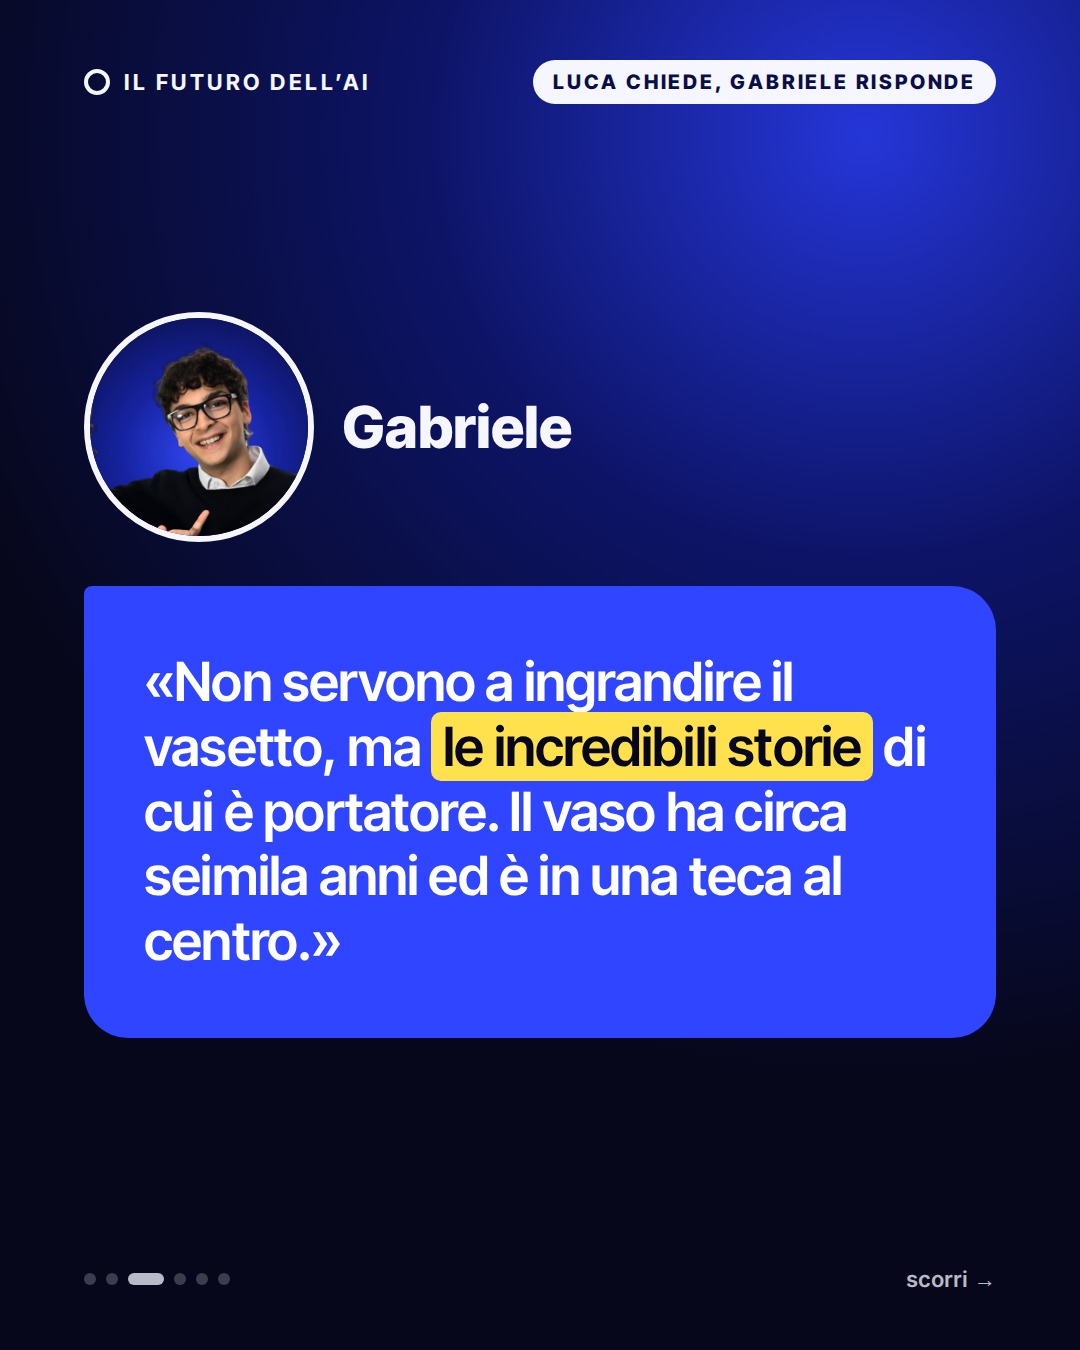 IL FUTURO DELL’AI
LUCA CHIEDE, GABRIELE RISPONDE
Gabriele
«Non servono a ingrandire il
vasetto, ma le incredibili storie di
cui è portatore. Il vaso ha circa
seimila anni ed è in una teca al
centro.»
scorri →